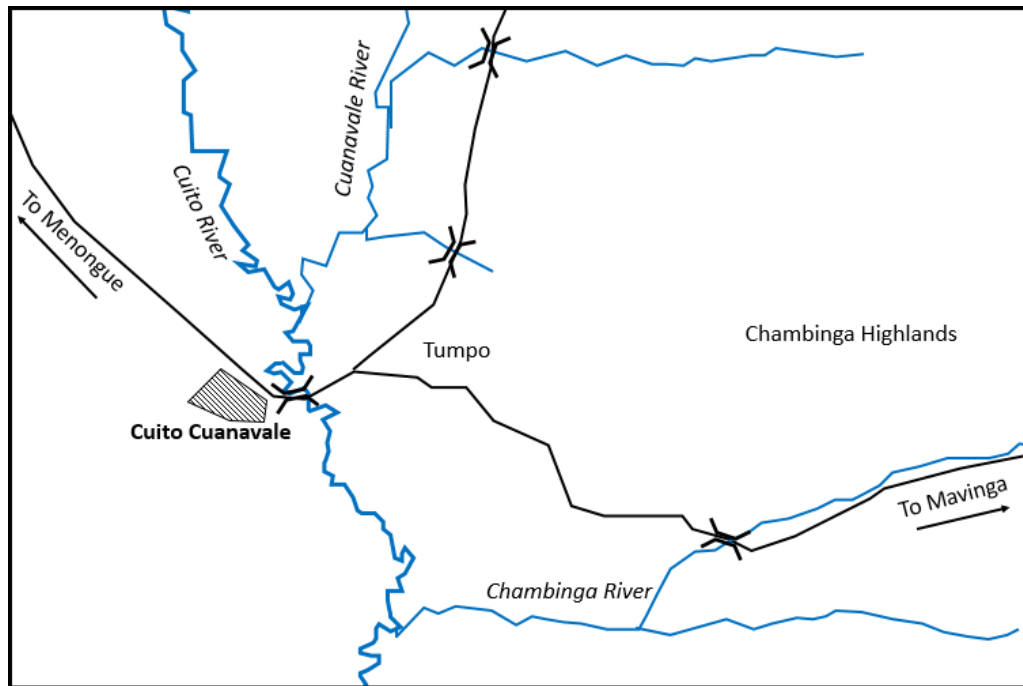 Cuanavale River
Cuito River
To Menongue
Tumpo
Chambinga Highlands
Cuito Cuanavale
To Mavinga
Chambinga River